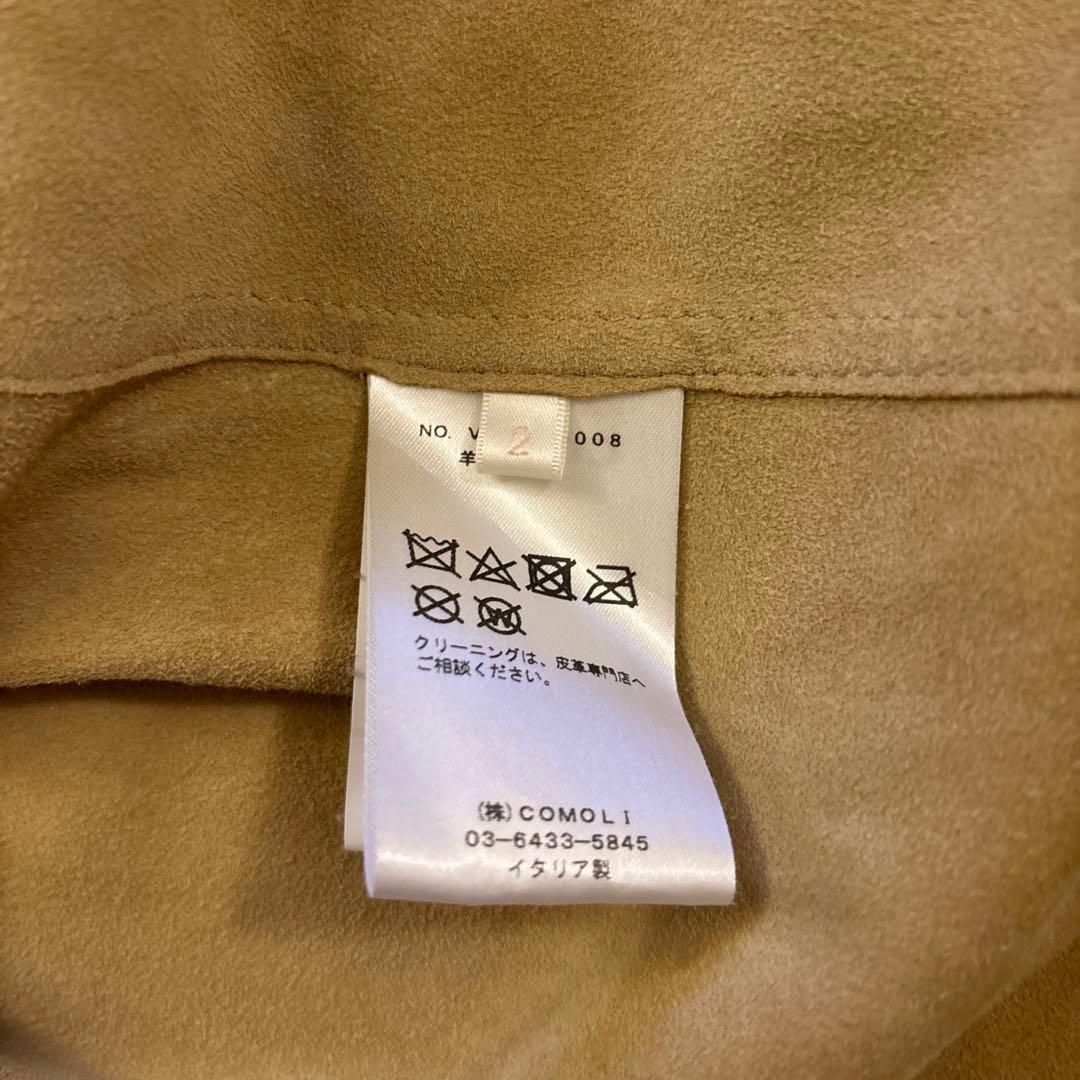 NO. V 008
2
羊
W
クリーニングは、皮革専門店へ
ご相談ください。
(株)COMOLI
03-6433-5845
イタリア製